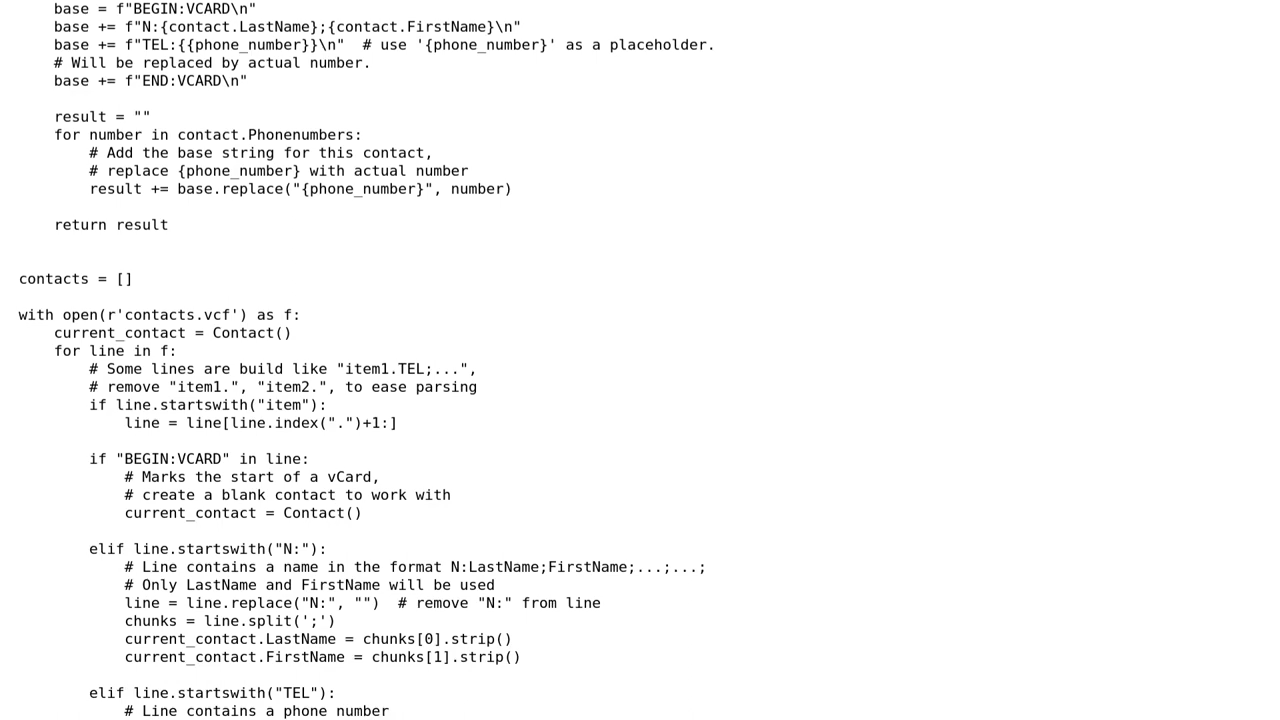 base = f"BEGIN:VCARD\n"
    base += f"N:{contact.LastName};{contact.FirstName}\n"
    base += f"TEL:{{phone_number}}\n"  # use '{phone_number}' as a placeholder.
    # Will be replaced by actual number.
    base += f"END:VCARD\n"

    result = ""
    for number in contact.Phonenumbers:
        # Add the base string for this contact,
        # replace {phone_number} with actual number
        result += base.replace("{phone_number}", number)

    return result


contacts = []

with open(r'contacts.vcf') as f:
    current_contact = Contact()
    for line in f:
        # Some lines are build like "item1.TEL;...",
        # remove "item1.", "item2.", to ease parsing
        if line.startswith("item"):
            line = line[line.index(".")+1:]

        if "BEGIN:VCARD" in line:
            # Marks the start of a vCard,
            # create a blank contact to work with
            current_contact = Contact()

        elif line.startswith("N:"):
            # Line contains a name in the format N:LastName;FirstName;...;...;
            # Only LastName and FirstName will be used
            line = line.replace("N:", "")  # remove "N:" from line
            chunks = line.split(';')
            current_contact.LastName = chunks[0].strip()
            current_contact.FirstName = chunks[1].strip()

        elif line.startswith("TEL"):
            # Line contains a phone number